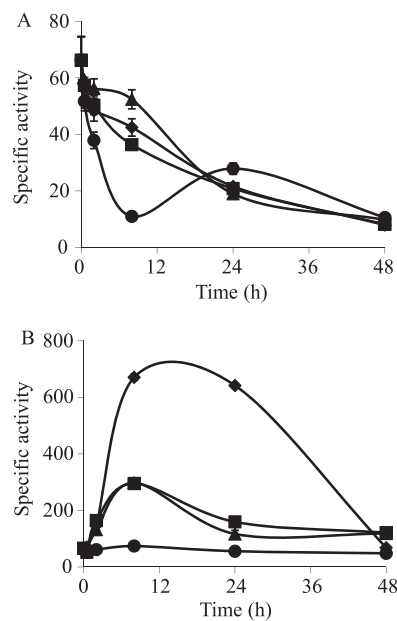 A
80
60
40
20
0
Specific activity
0 12 24 36 48
Time (h)
B
800
600
400
200
0
Specific activity
0 12 24 36 48
Time (h)